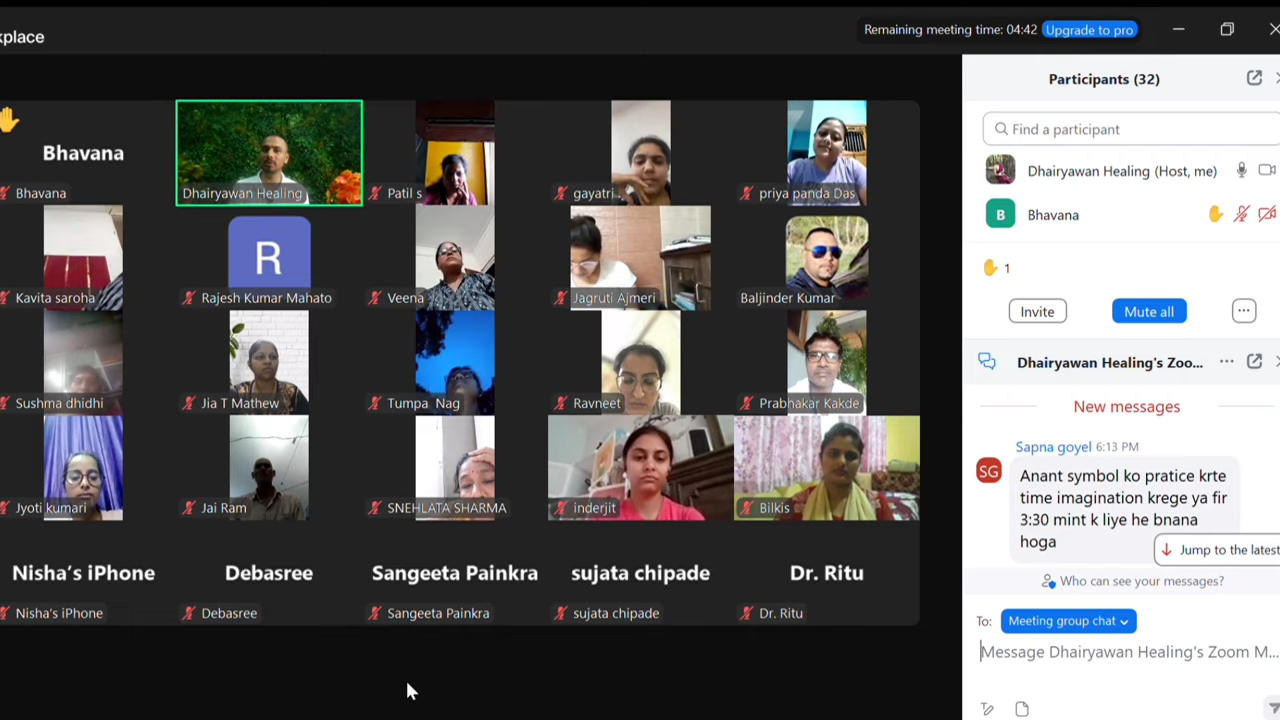 kplace
Remaining meeting time: 04:42 Upgrade to pro
Bhavana
Bhavana
Dhairyawan Healing
Patil s
gayatri
priya panda Das
Kavita saroha
R
Rajesh Kumar Mahato
Veena
Jagruti Ajmeri
Baljinder Kumar
Sushma dhidhi
Jia T Mathew
Tumpa Nag
Ravneet
Prabhakar Kakde
Jyoti kumari
Jai Ram
SNEHLATA SHARMA
inderjit
Bilkis
Nisha's iPhone
Debasree
Sangeeta Painkra
sujata chipade
Dr. Ritu
Nisha's iPhone
Debasree
Sangeeta Painkra
sujata chipade
Dr. Ritu
Participants (32)
Find a participant
Dhairyawan Healing (Host, me)
B
Bhavana
1
Invite
Mute all
Dhairyawan Healing's Zoo...
New messages
Sapna goyel 6:13 PM
SG
Anant symbol ko pratice krte
time imagination krege ya fir
3:30 mint k liye he bnana
hoga
Jump to the latest
Who can see your messages?
To: Meeting group chat
Message Dhairyawan Healing's Zoom M...